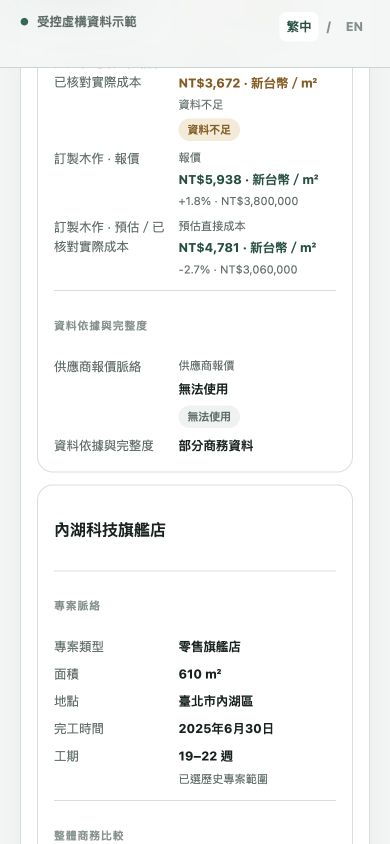 受控虛構資料示範
繁中 / EN
已核對實際成本
NT$3,672 · 新台幣 / m²
資料不足
資料不足
訂製木作 · 報價
報價
NT$5,938 · 新台幣 / m²
+1.8% · NT$3,800,000
訂製木作 · 預估 / 已
核對實際成本
預估直接成本
NT$4,781 · 新台幣 / m²
-2.7% · NT$3,060,000
資料依據與完整度
供應商報價脈絡
供應商報價
無法使用
無法使用
資料依據與完整度
部分商務資料
內湖科技旗艦店
專案脈絡
專案類型
零售旗艦店
面積
610 m²
地點
臺北市內湖區
完工時間
2025年6月30日
工期
19–22 週
已選歷史專案範圍
整體商務比較